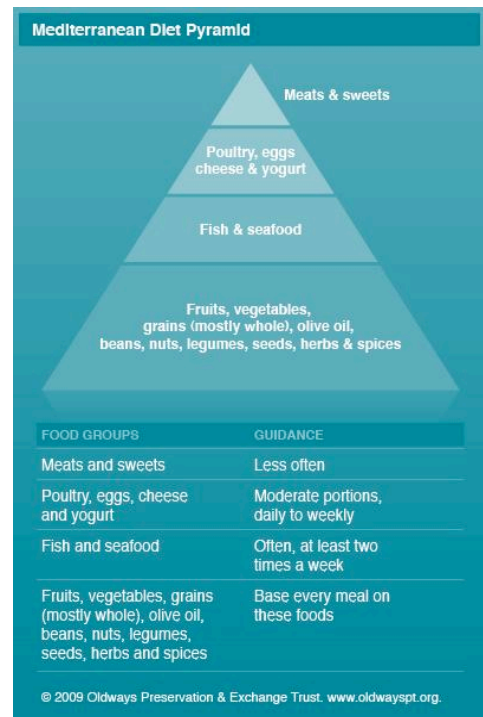 Mediterranean Diet Pyramid
Meats & sweets
Poultry, eggs
cheese & yogurt
Fish & seafood
Fruits, vegetables,
grains (mostly whole), olive oil,
beans, nuts, legumes, seeds, herbs & spices
FOOD GROUPS GUIDANCE
Meats and sweets Less often
Poultry, eggs, cheese Moderate portions,
and yogurt daily to weekly
Fish and seafood Often, at least two
times a week
Fruits, vegetables, grains Base every meal on
(mostly whole), olive oil, these foods
beans, nuts, legumes,
seeds, herbs and spices
© 2009 Oldways Preservation & Exchange Trust. www.oldwayspt.org.